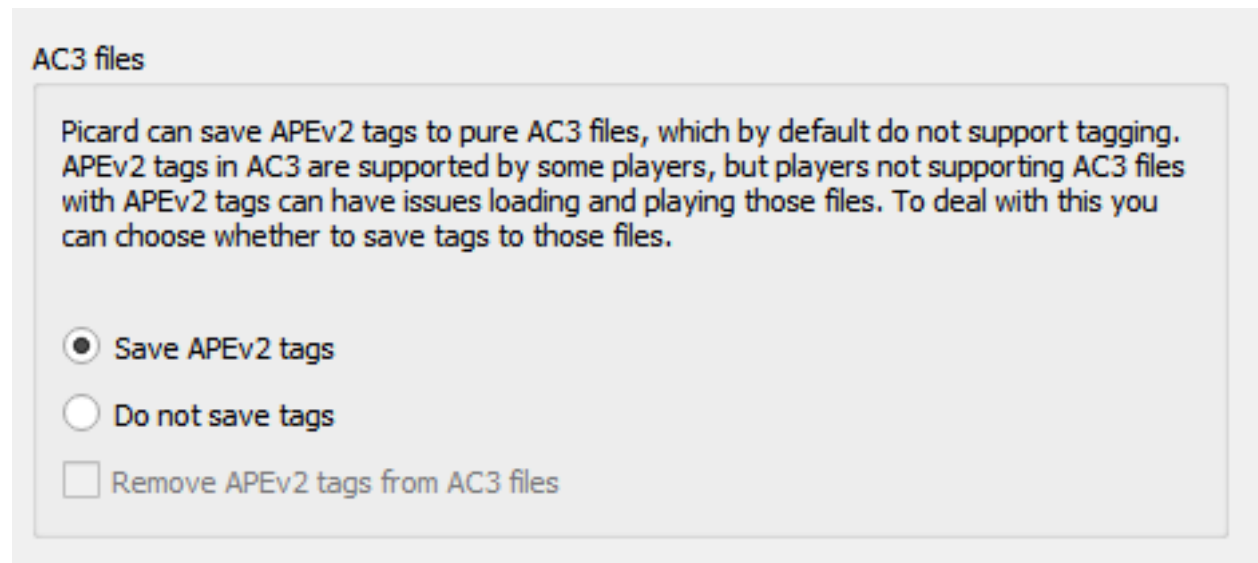 AC3 files
Picard can save APEv2 tags to pure AC3 files, which by default do not support tagging.
APEv2 tags in AC3 are supported by some players, but players not supporting AC3 files
with APEv2 tags can have issues loading and playing those files. To deal with this you
can choose whether to save tags to those files.
Save APEv2 tags
Do not save tags
Remove APEv2 tags from AC3 files